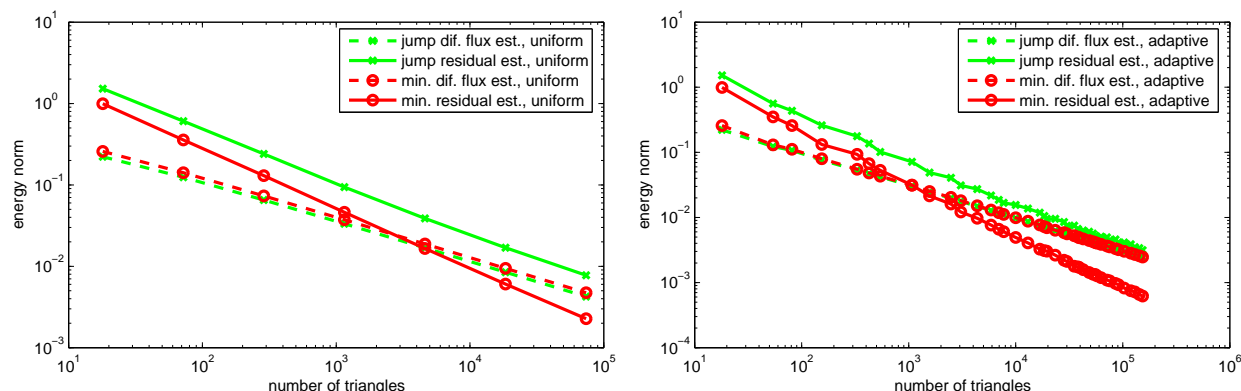 10^1
10^0
10^−1
10^−2
10^−3
energy norm
jump dif. flux est., uniform
jump residual est., uniform
min. dif. flux est., uniform
min. residual est., uniform
10^1 10^2 10^3 10^4 10^5
number of triangles
10^1
10^0
10^−1
10^−2
10^−3
10^−4
energy norm
jump dif. flux est., adaptive
jump residual est., adaptive
min. dif. flux est., adaptive
min. residual est., adaptive
10^1 10^2 10^3 10^4 10^5 10^6
number of triangles